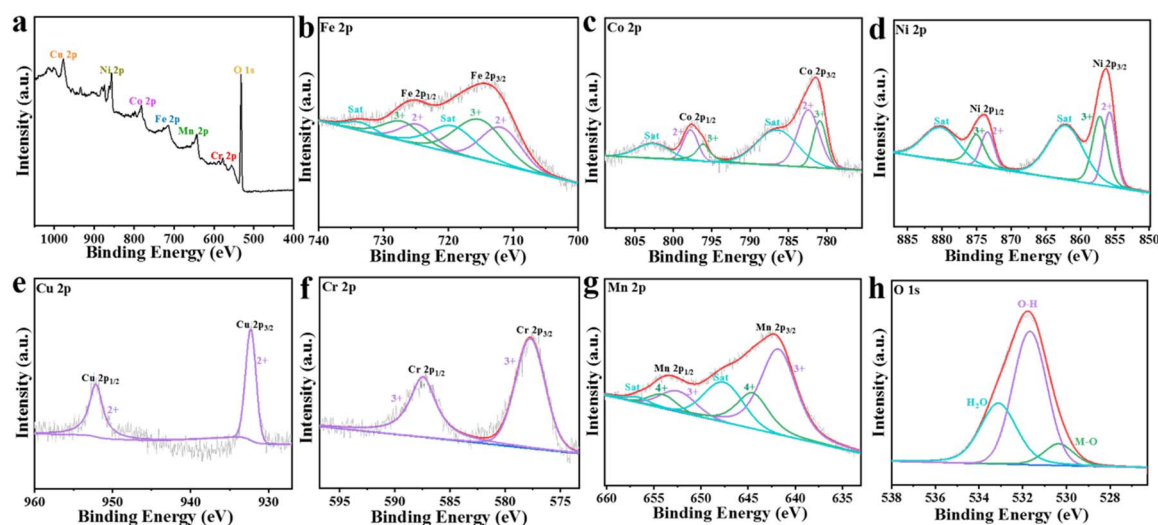 a
Cu 2p
Ni 2p
Co 2p
Fe 2p
Mn 2p
Cr 2p
O 1s
Intensity (a.u.)
1000 900 800 700 600 500 400
Binding Energy (eV)
b
Fe 2p
Fe 2p3/2
Fe 2p1/2
Sat 3+ 2+ Sat 3+ 2+
Intensity (a.u.)
740 730 720 710 700
Binding Energy (eV)
c
Co 2p
Co 2p3/2
Co 2p1/2
Sat 2+ 3+ Sat 2+ 3+
Intensity (a.u.)
805 800 795 790 785 780
Binding Energy (eV)
d
Ni 2p
Ni 2p3/2
Ni 2p1/2
Sat 3+ 2+ Sat 3+ 2+
Intensity (a.u.)
885 880 875 870 865 860 855 850
Binding Energy (eV)
e
Cu 2p
Cu 2p3/2
Cu 2p1/2
2+ 2+
Intensity (a.u.)
960 950 940 930
Binding Energy (eV)
f
Cr 2p
Cr 2p3/2
Cr 2p1/2
3+ 3+
Intensity (a.u.)
595 590 585 580 575
Binding Energy (eV)
g
Mn 2p
Mn 2p3/2
Mn 2p1/2
Sat 4+ 3+ Sat 4+ 3+
Intensity (a.u.)
660 655 650 645 640 635
Binding Energy (eV)
h
O 1s
O-H
H2O
M-O
Intensity (a.u.)
538 536 534 532 530 528
Binding Energy (eV)